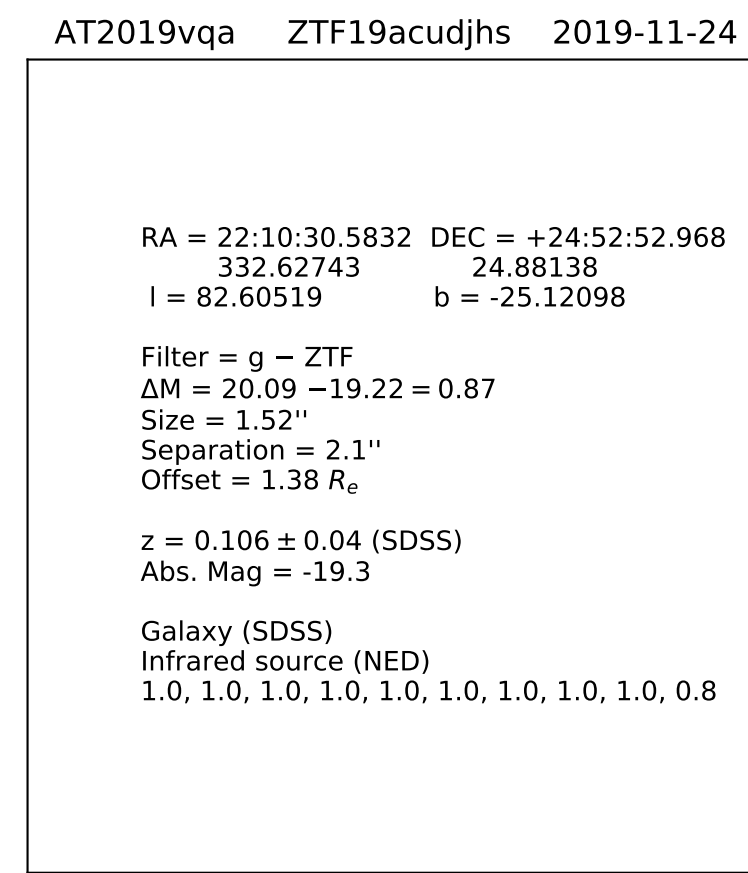 AT2019vqa ZTF19acudjhs 2019-11-24
RA = 22:10:30.5832 DEC = +24:52:52.968
332.62743 24.88138
l = 82.60519 b = -25.12098
Filter = g − ZTF
ΔM = 20.09 −19.22 = 0.87
Size = 1.52''
Separation = 2.1''
Offset = 1.38 Rₑ
z = 0.106 ± 0.04 (SDSS)
Abs. Mag = -19.3
Galaxy (SDSS)
Infrared source (NED)
1.0, 1.0, 1.0, 1.0, 1.0, 1.0, 1.0, 1.0, 1.0, 0.8